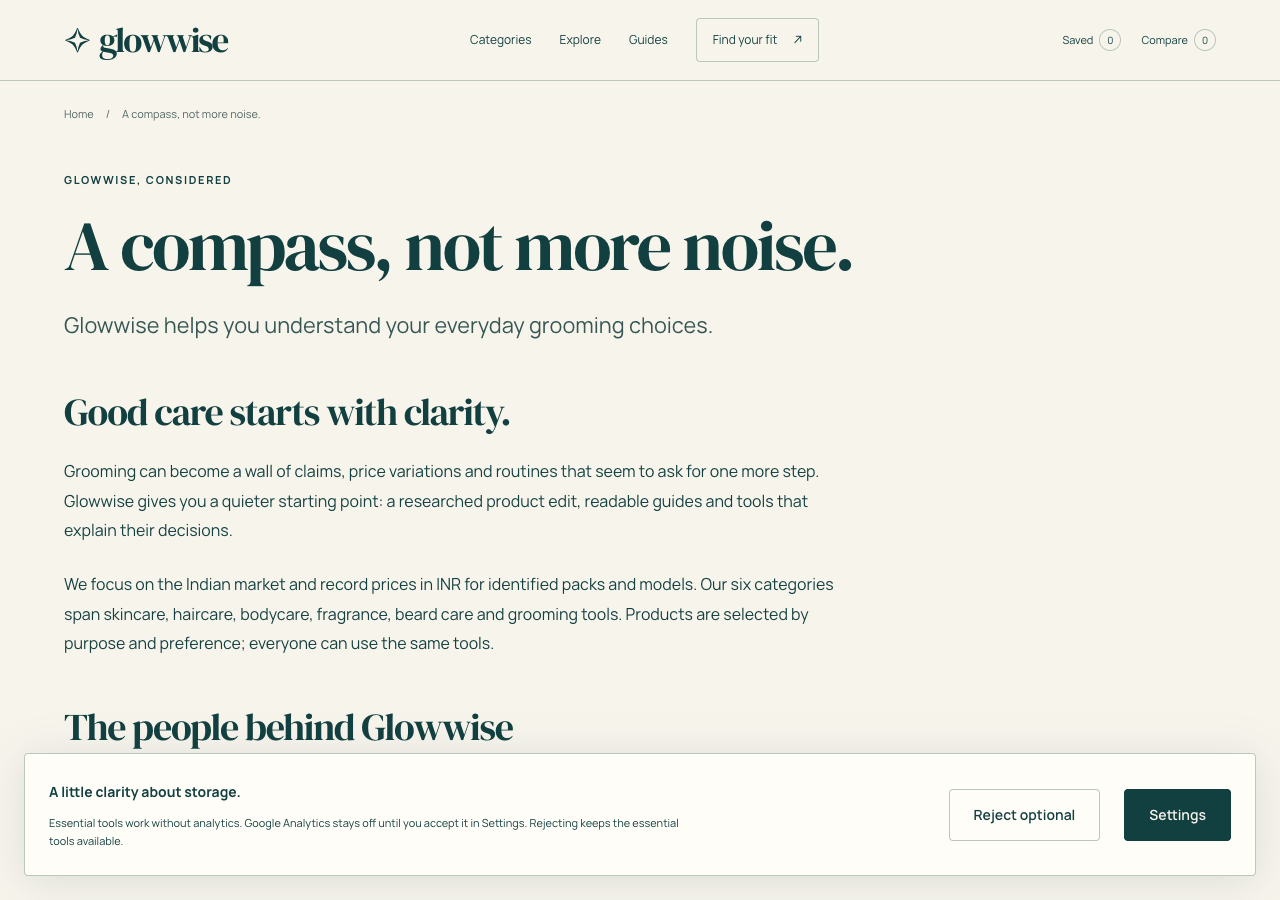 glowwise
Categories
Explore
Guides
Find your fit
Saved 0
Compare 0
Home / A compass, not more noise.
GLOWWISE, CONSIDERED
A compass, not more noise.
Glowwise helps you understand your everyday grooming choices.
Good care starts with clarity.
Grooming can become a wall of claims, price variations and routines that seem to ask for one more step.
Glowwise gives you a quieter starting point: a researched product edit, readable guides and tools that
explain their decisions.
We focus on the Indian market and record prices in INR for identified packs and models. Our six categories
span skincare, haircare, bodycare, fragrance, beard care and grooming tools. Products are selected by
purpose and preference; everyone can use the same tools.
The people behind Glowwise
A little clarity about storage.
Essential tools work without analytics. Google Analytics stays off until you accept it in Settings. Rejecting keeps the essential
tools available.
Reject optional
Settings